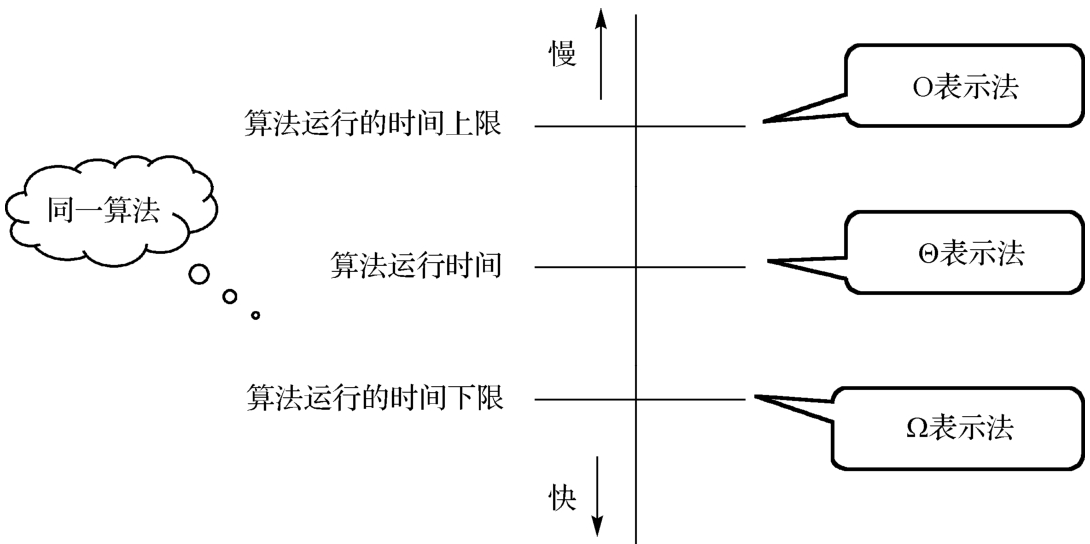 慢
O表示法
算法运行的时间上限
同一算法
Θ表示法
算法运行时间
算法运行的时间下限
Ω表示法
快